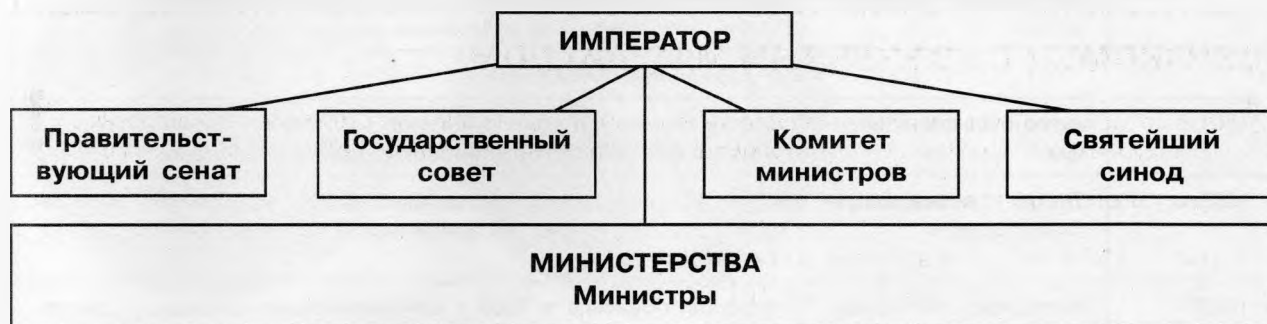 ИМПЕРАТОР
Правительст-
вующий сенат
Государственный
совет
Комитет
министров
Святейший
синод
МИНИСТЕРСТВА
Министры